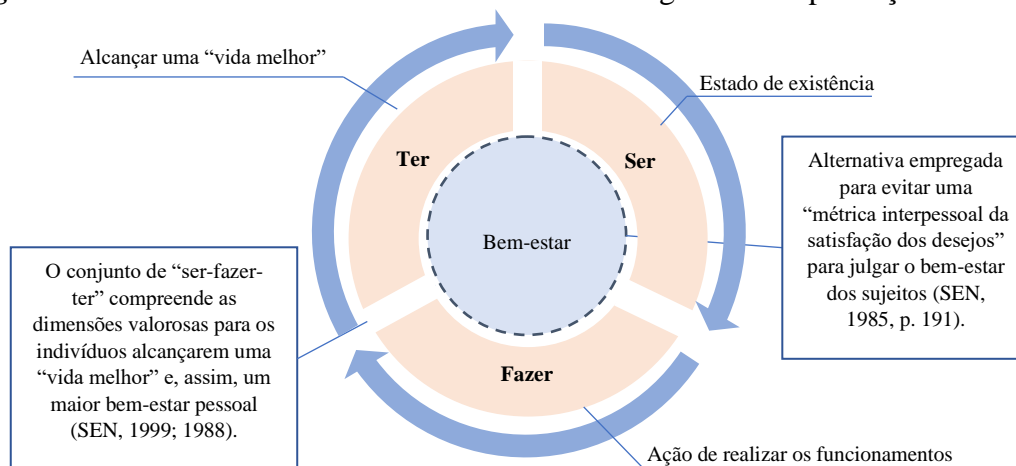 Alcançar uma “vida melhor”
Estado de existência
Ter
Ser
Alternativa empregada
para evitar uma
“métrica interpessoal da
satisfação dos desejos”
para julgar o bem-estar
dos sujeitos (SEN,
1985, p. 191).
Bem-estar
O conjunto de “ser-fazer-
ter” compreende as
dimensões valorosas para os
indivíduos alcançarem uma
“vida melhor” e, assim, um
maior bem-estar pessoal
(SEN, 1999; 1988).
Fazer
Ação de realizar os funcionamentos